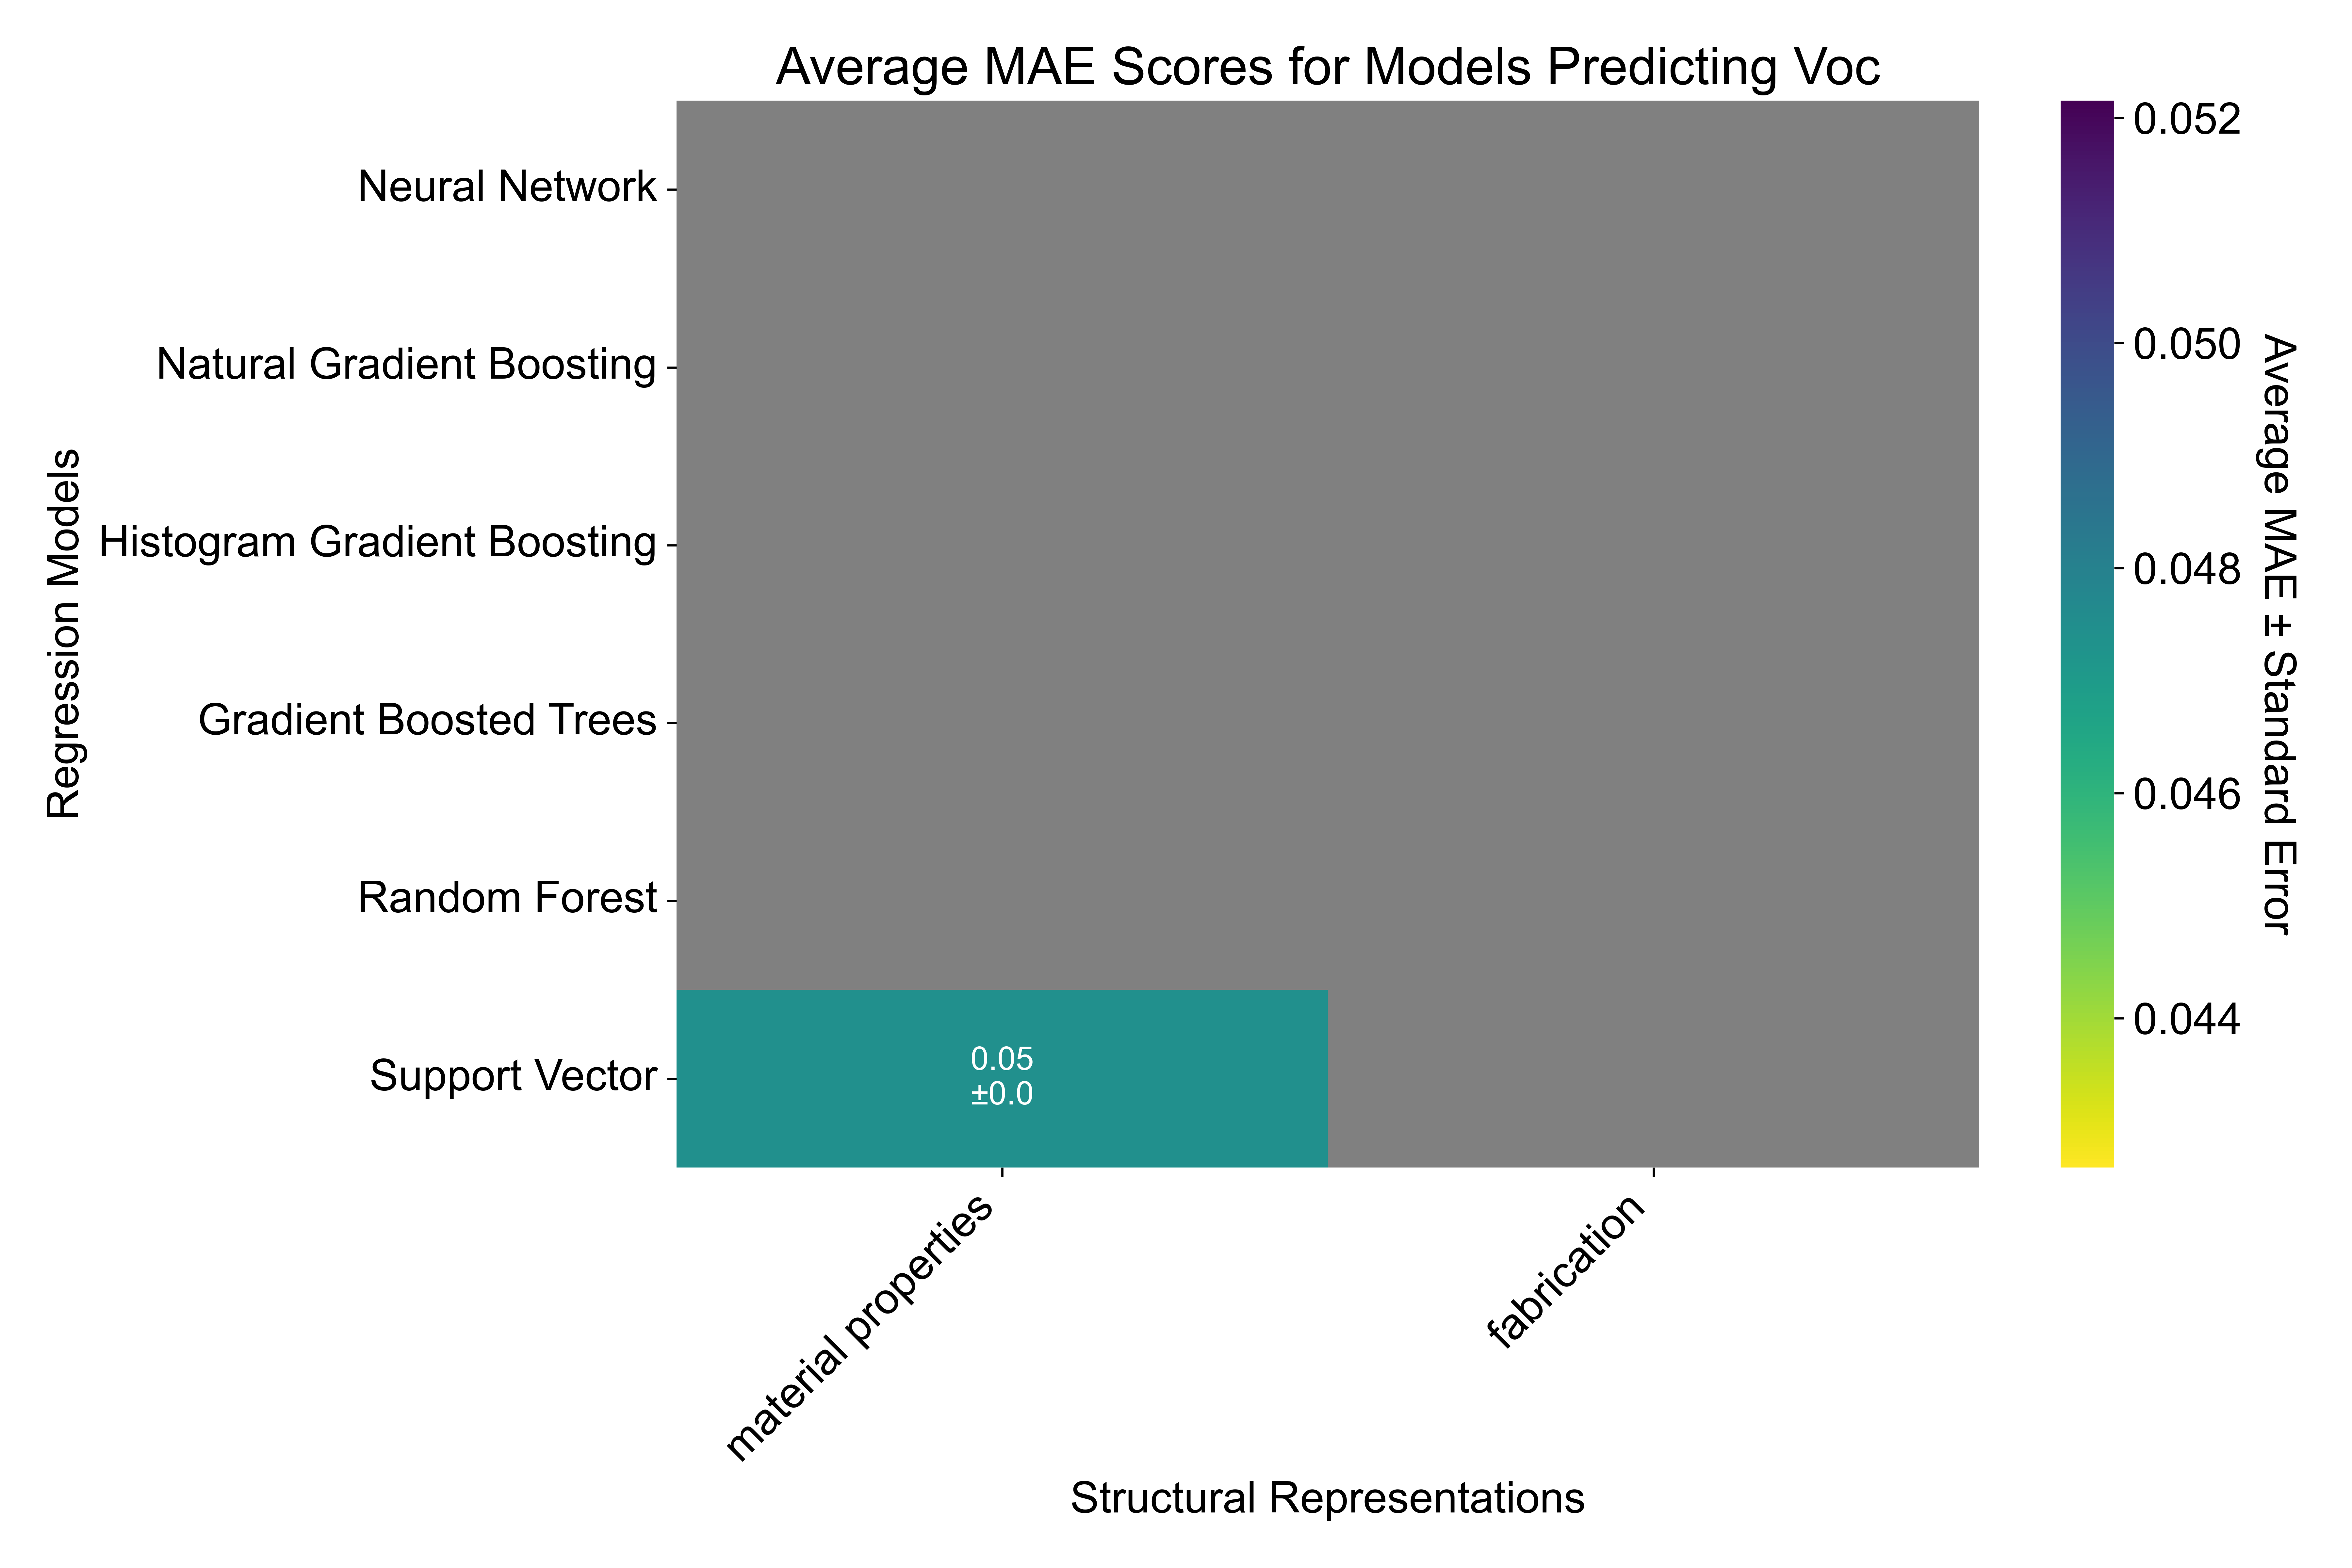 Average MAE Scores for Models Predicting Voc
Regression Models
Neural Network
Natural Gradient Boosting
Histogram Gradient Boosting
Gradient Boosted Trees
Random Forest
Support Vector
0.05
±0.0
material properties
fabrication
Structural Representations
0.052
0.050
0.048
0.046
0.044
Average MAE ± Standard Error